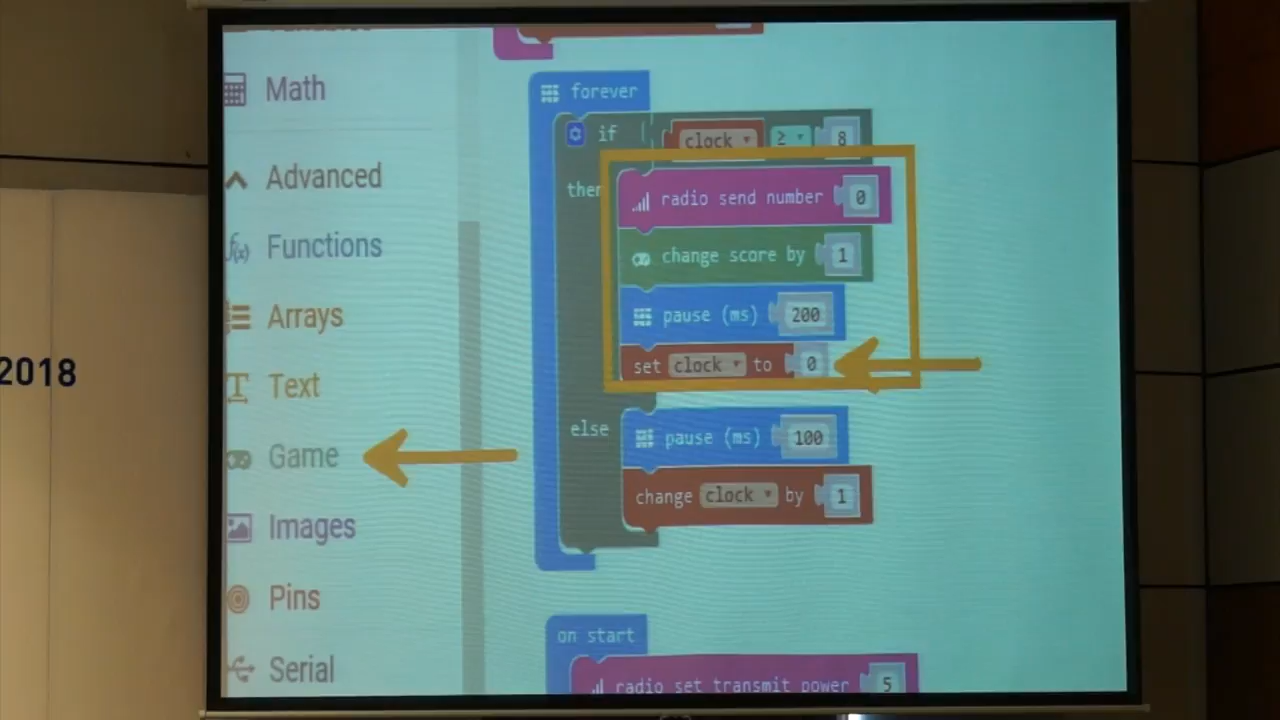 Math
Advanced
Functions
Arrays
Text
Game
Images
Pins
Serial
forever
if clock ≥ 8
then
radio send number 0
change score by 1
pause (ms) 200
set clock to 0
else
pause (ms) 100
change clock by 1
on start
radio set transmit power 5
2018